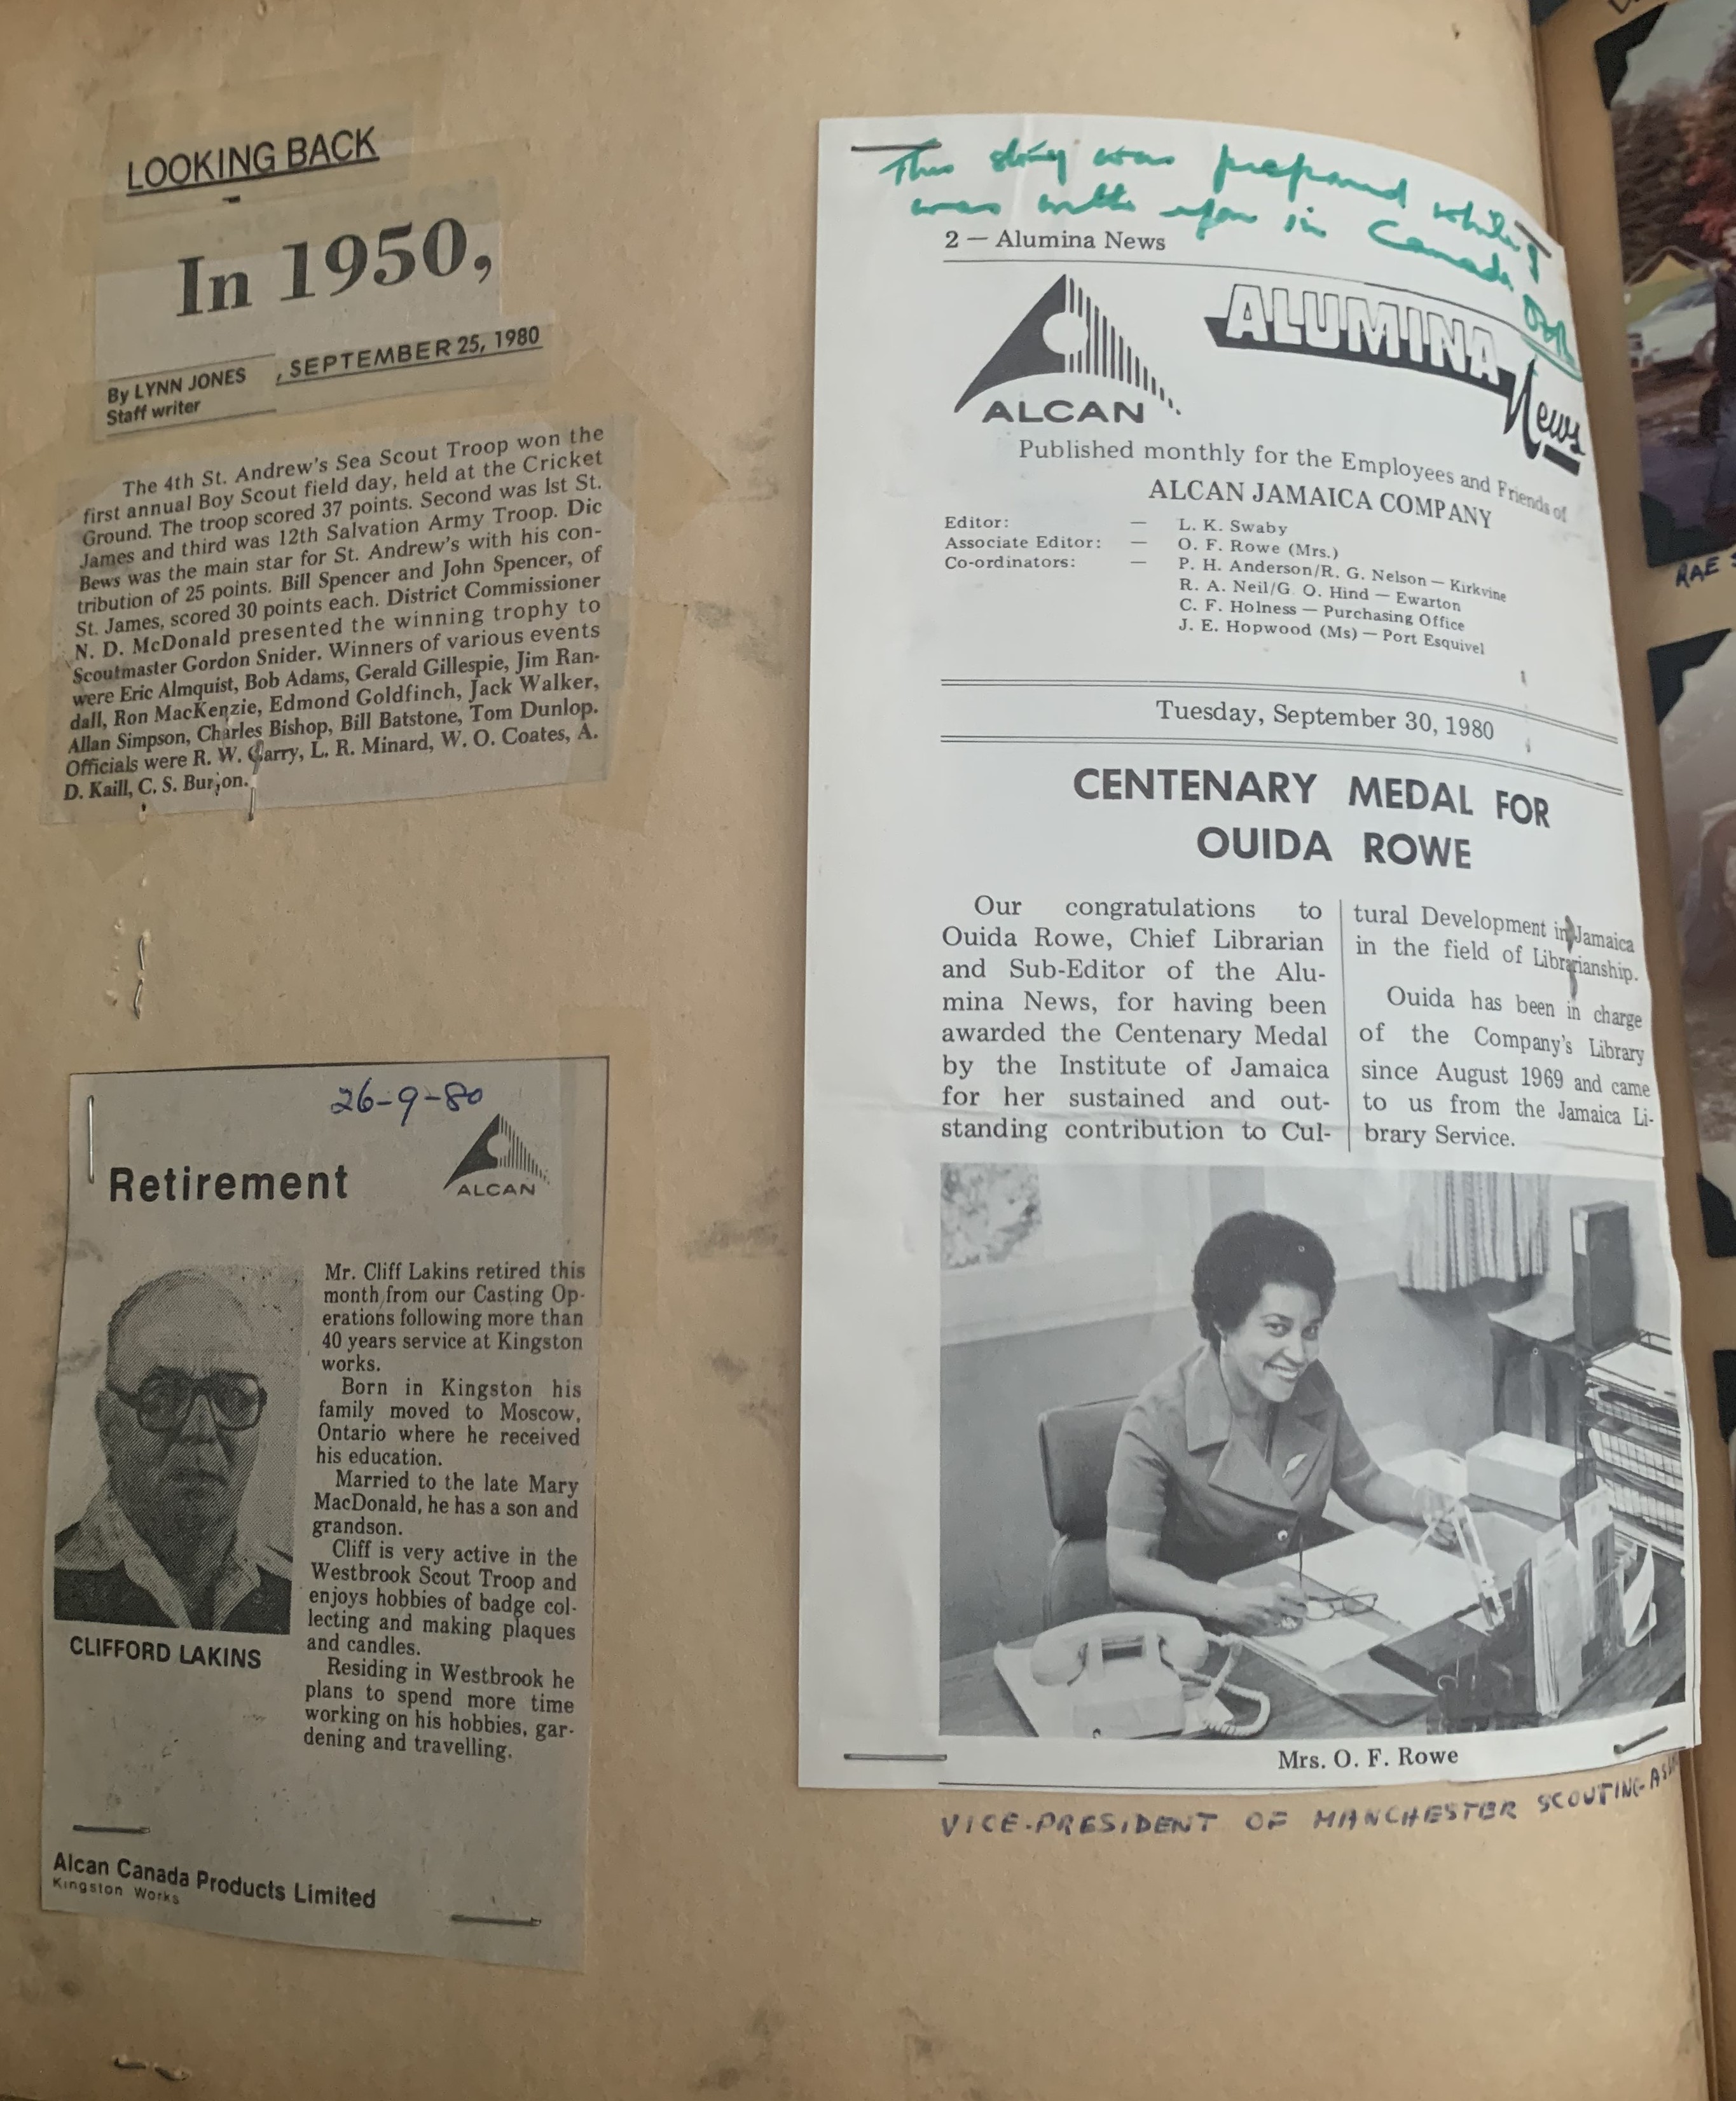 LOOKING BACK
In 1950,
By LYNN JONES
Staff writer
, SEPTEMBER 25, 1980
The 4th St. Andrew's Sea Scout Troop won the
first annual Boy Scout field day, held at the Cricket
Ground. The troop scored 37 points. Second was 1st St.
James and third was 12th Salvation Army Troop. Dic
Bews was the main star for St. Andrew's with his con-
tribution of 25 points. Bill Spencer and John Spencer, of
St. James, scored 30 points each. District Commissioner
N. D. McDonald presented the winning trophy to
Scoutmaster Gordon Snider. Winners of various events
were Eric Almquist, Bob Adams, Gerald Gillespie, Jim Ran-
dall, Ron MacKenzie, Edmond Goldfinch, Jack Walker,
Allan Simpson, Charles Bishop, Bill Batstone, Tom Dunlop.
Officials were R. W. Garry, L. R. Minard, W. O. Coates, A.
D. Kaill, C. S. Burton.
26-9-80
Retirement
ALCAN
Mr. Cliff Lakins retired this
month from our Casting Op-
erations following more than
40 years service at Kingston
works.
Born in Kingston his
family moved to Moscow,
Ontario where he received
his education.
Married to the late Mary
MacDonald, he has a son and
grandson.
Cliff is very active in the
Westbrook Scout Troop and
enjoys hobbies of badge col-
lecting and making plaques
and candles.
Residing in Westbrook he
plans to spend more time
working on his hobbies, gar-
dening and travelling.
CLIFFORD LAKINS
Alcan Canada Products Limited
Kingston Works
This story was prepared while I
was with you in Canada
2 — Alumina News
ALCAN
ALUMINA News
Published monthly for the Employees and Friends of
ALCAN JAMAICA COMPANY
Editor: — L. K. Swaby
Associate Editor: — O. F. Rowe (Mrs.)
Co-ordinators: — P. H. Anderson/R. G. Nelson — Kirkvine
R. A. Neil/G. O. Hind — Ewarton
C. F. Holness — Purchasing Office
J. E. Hopwood (Ms) — Port Esquivel
Tuesday, September 30, 1980
CENTENARY MEDAL FOR
OUIDA ROWE
Our congratulations to
Ouida Rowe, Chief Librarian
and Sub-Editor of the Alu-
mina News, for having been
awarded the Centenary Medal
by the Institute of Jamaica
for her sustained and out-
standing contribution to Cul-
tural Development in Jamaica
in the field of Librarianship.
Ouida has been in charge
of the Company's Library
since August 1969 and came
to us from the Jamaica Li-
brary Service.
Mrs. O. F. Rowe
VICE-PRESIDENT OF MANCHESTER SCOUTING
RAE